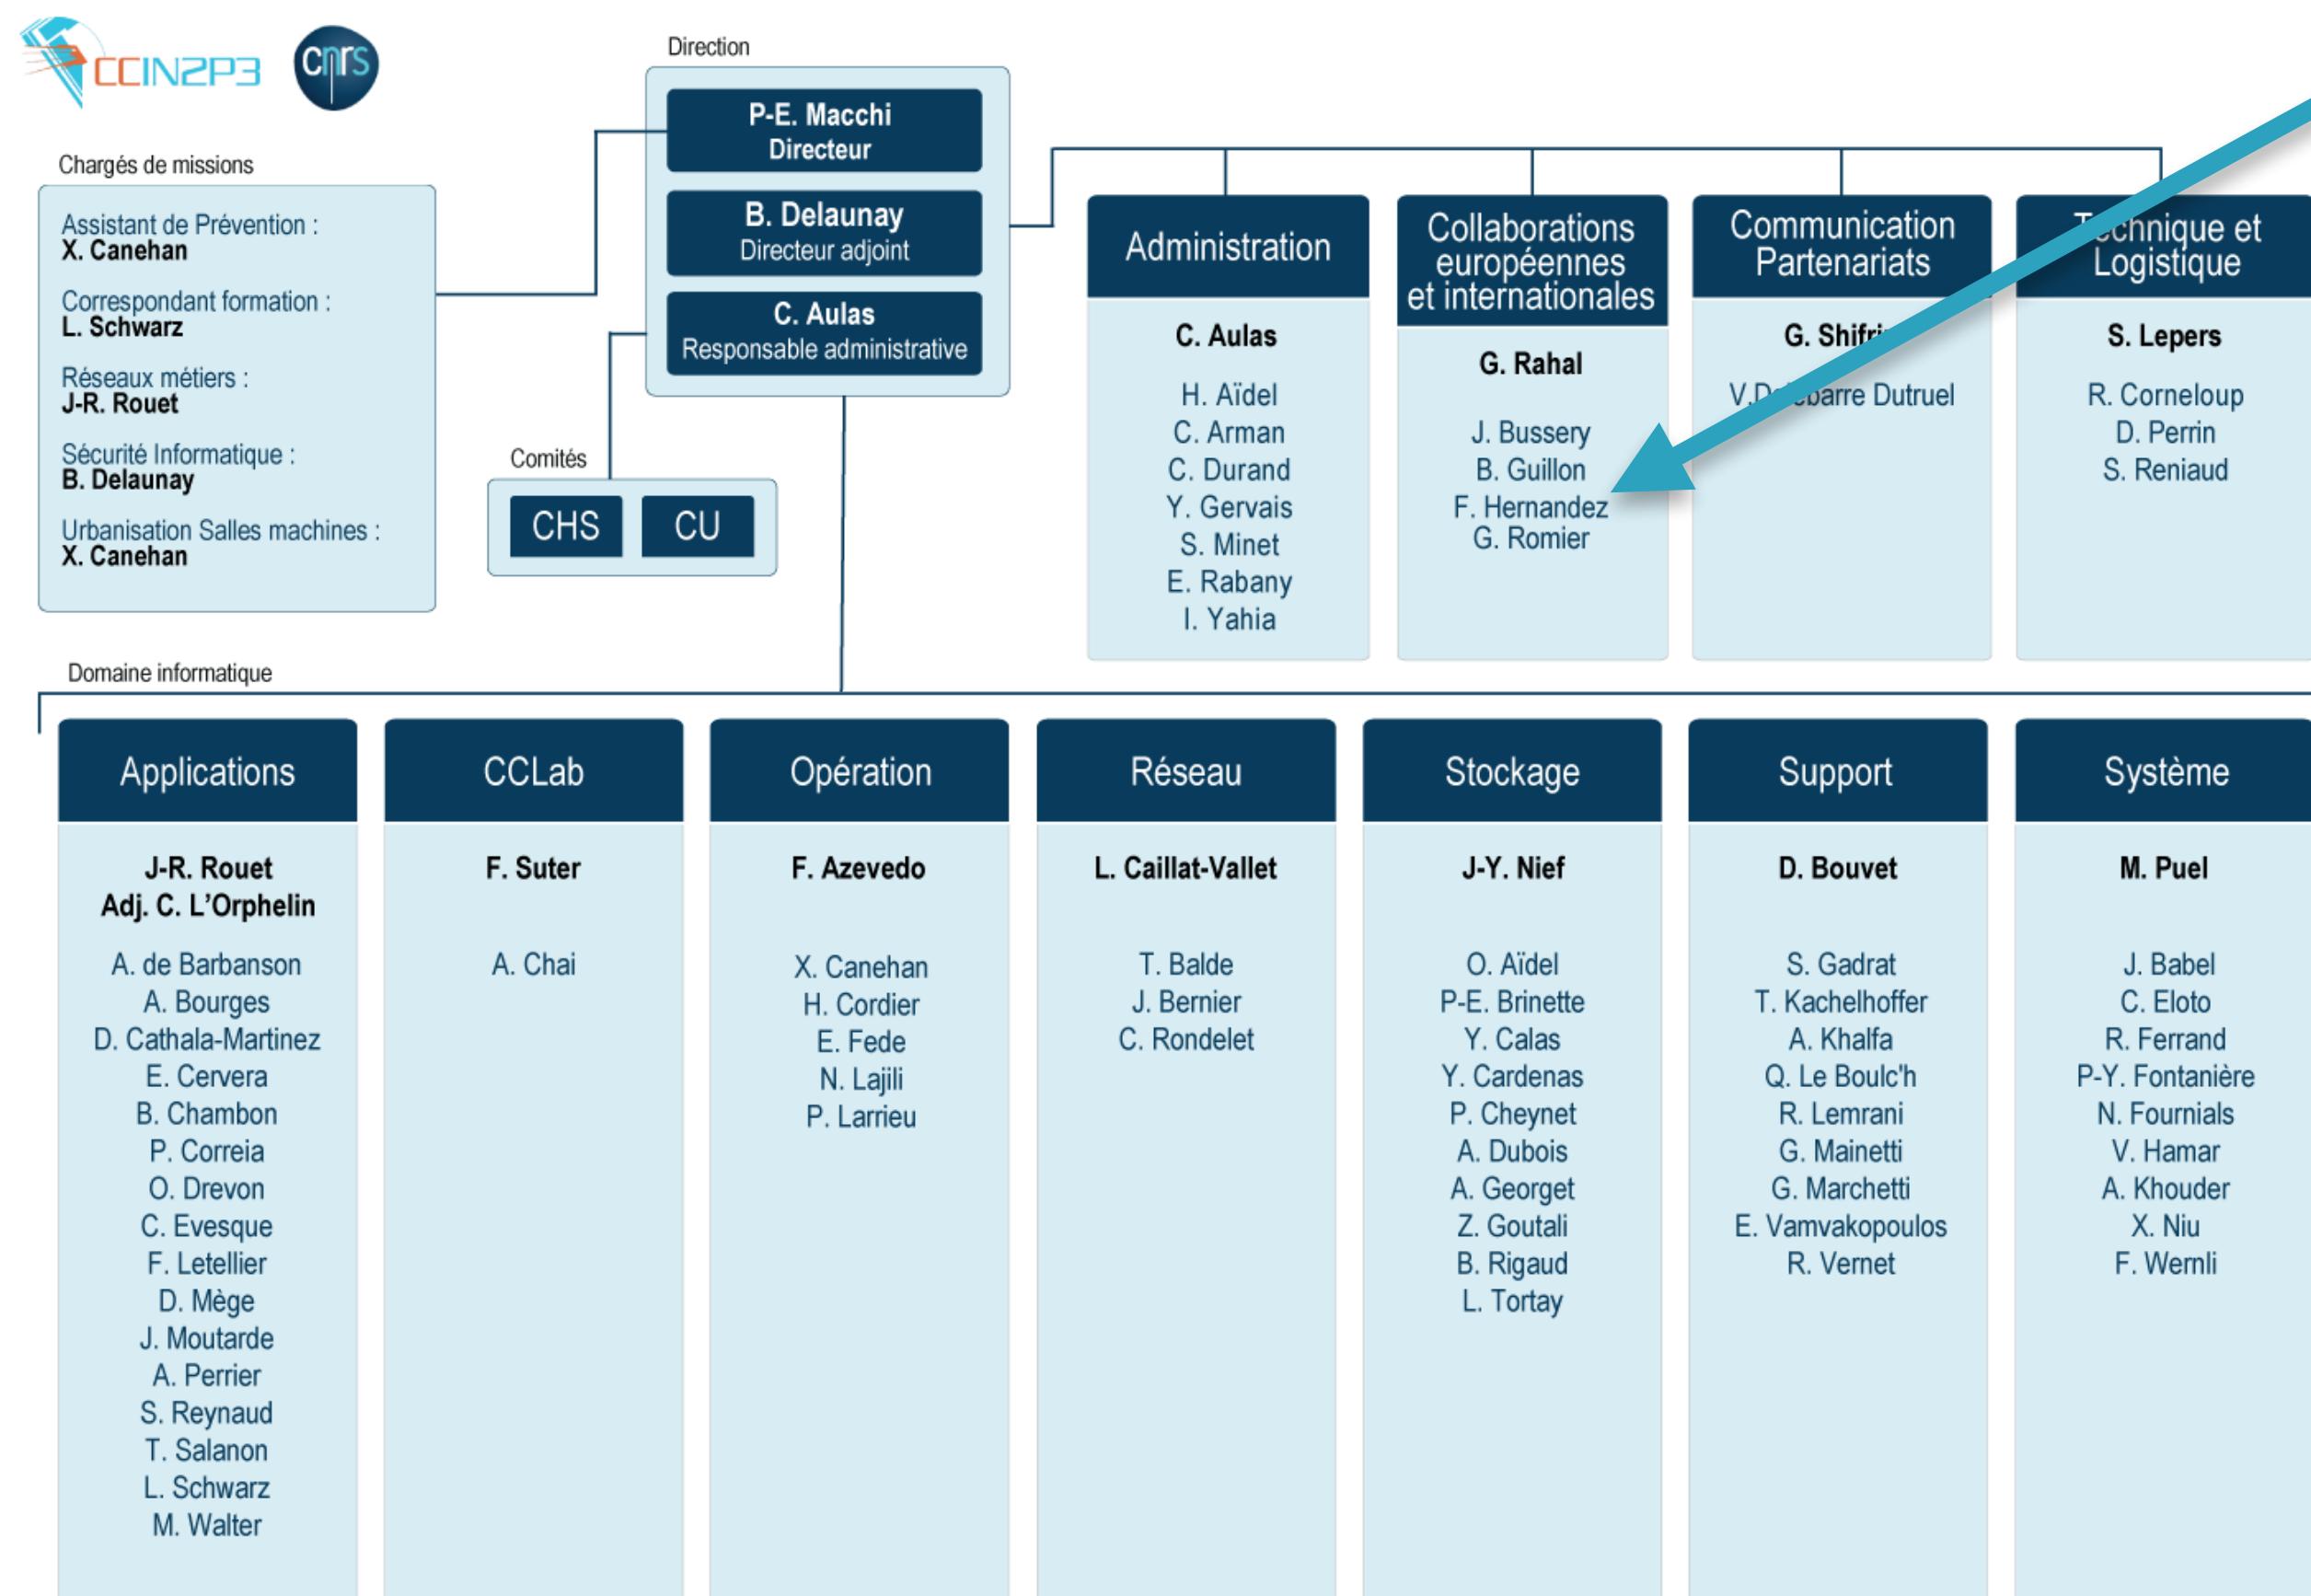 CCIN2P3
cnrs
Direction
P-E. Macchi
Directeur
B. Delaunay
Directeur adjoint
C. Aulas
Responsable administrative
Chargés de missions
Assistant de Prévention :
X. Canehan
Correspondant formation :
L. Schwarz
Réseaux métiers :
J-R. Rouet
Sécurité Informatique :
B. Delaunay
Urbanisation Salles machines :
X. Canehan
Comités
CHS
CU
Administration
C. Aulas
H. Aïdel
C. Arman
C. Durand
Y. Gervais
S. Minet
E. Rabany
I. Yahia
Collaborations
européennes
et internationales
G. Rahal
J. Bussery
B. Guillon
F. Hernandez
G. Romier
Communication
Partenariats
G.
Dutruel
Technique et
Logistique
S. Lepers
R. Corneloup
D. Perrin
S. Reniaud
Domaine informatique
Applications
J-R. Rouet
Adj. C. L'Orphelin
A. de Barbanson
A. Bourges
D. Cathala-Martinez
E. Cervera
B. Chambon
P. Correia
O. Drevon
C. Evesque
F. Letellier
D. Mège
J. Moutarde
A. Perrier
S. Reynaud
T. Salanon
L. Schwarz
M. Walter
CCLab
F. Suter
A. Chai
Opération
F. Azevedo
X. Canehan
H. Cordier
E. Fede
N. Lajili
P. Larrieu
Réseau
L. Caillat-Vallet
T. Balde
J. Bernier
C. Rondelet
Stockage
J-Y. Nief
O. Aïdel
P-E. Brinette
Y. Calas
Y. Cardenas
P. Cheynet
A. Dubois
A. Georget
Z. Goutali
B. Rigaud
L. Tortay
Support
D. Bouvet
S. Gadrat
T. Kachelhoffer
A. Khalfa
Q. Le Boulc'h
R. Lemrani
G. Mainetti
G. Marchetti
E. Vamvakopoulos
R. Vernet
Système
M. Puel
J. Babel
C. Eloto
R. Ferrand
P-Y. Fontanière
N. Fournials
V. Hamar
A. Khouder
X. Niu
F. Wernli